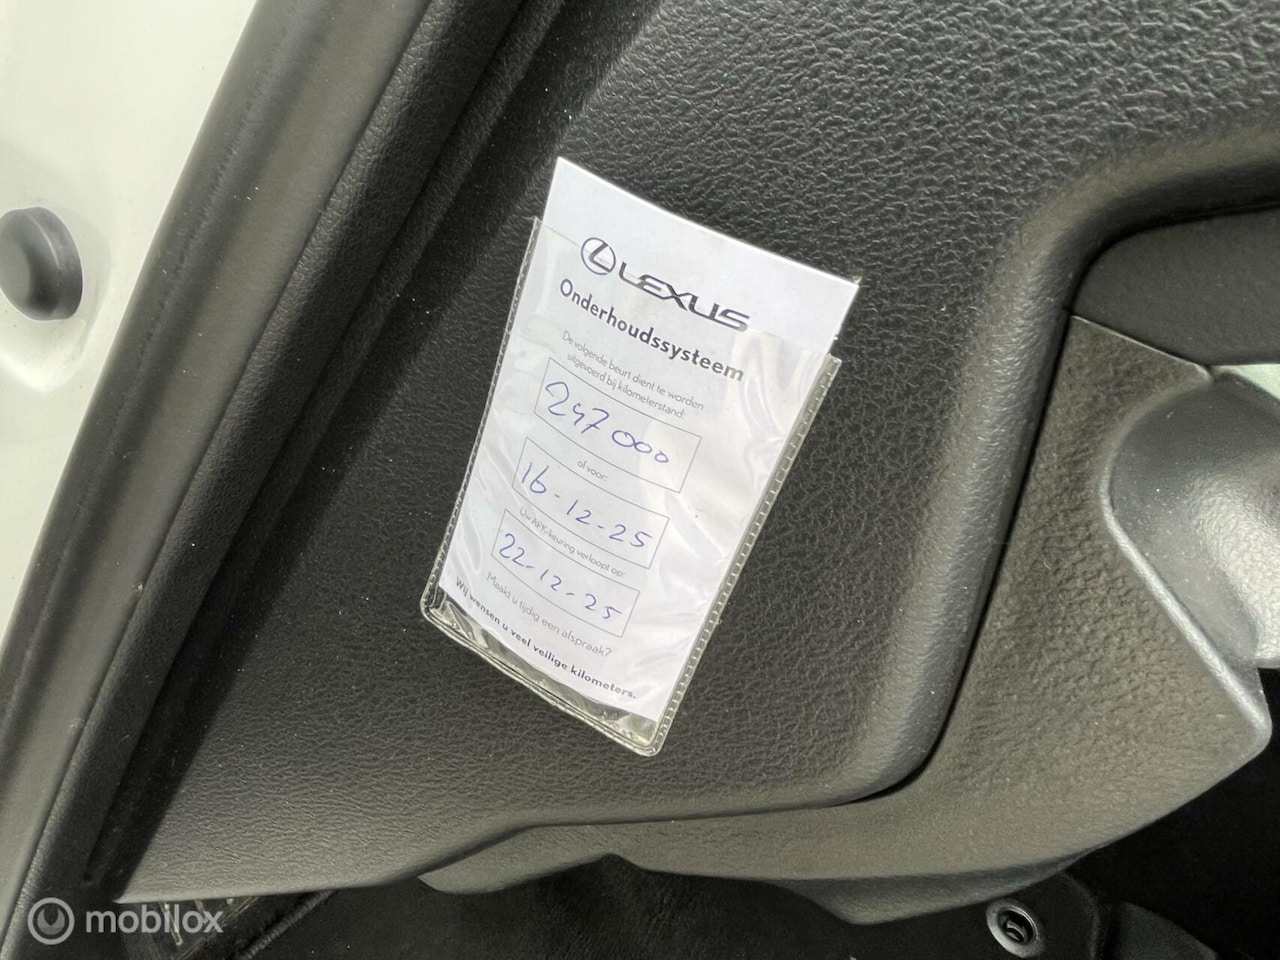 LEXUS
Onderhoudssysteem
De volgende beurt dient te worden
uitgevoerd bij kilometerstand:
247000
of voor:
16-12-25
Uw APK-keuring verloopt op:
22-12-25
Maakt u tijdig een afspraak?
Wij wensen u veel veilige kilometers.
mobilox